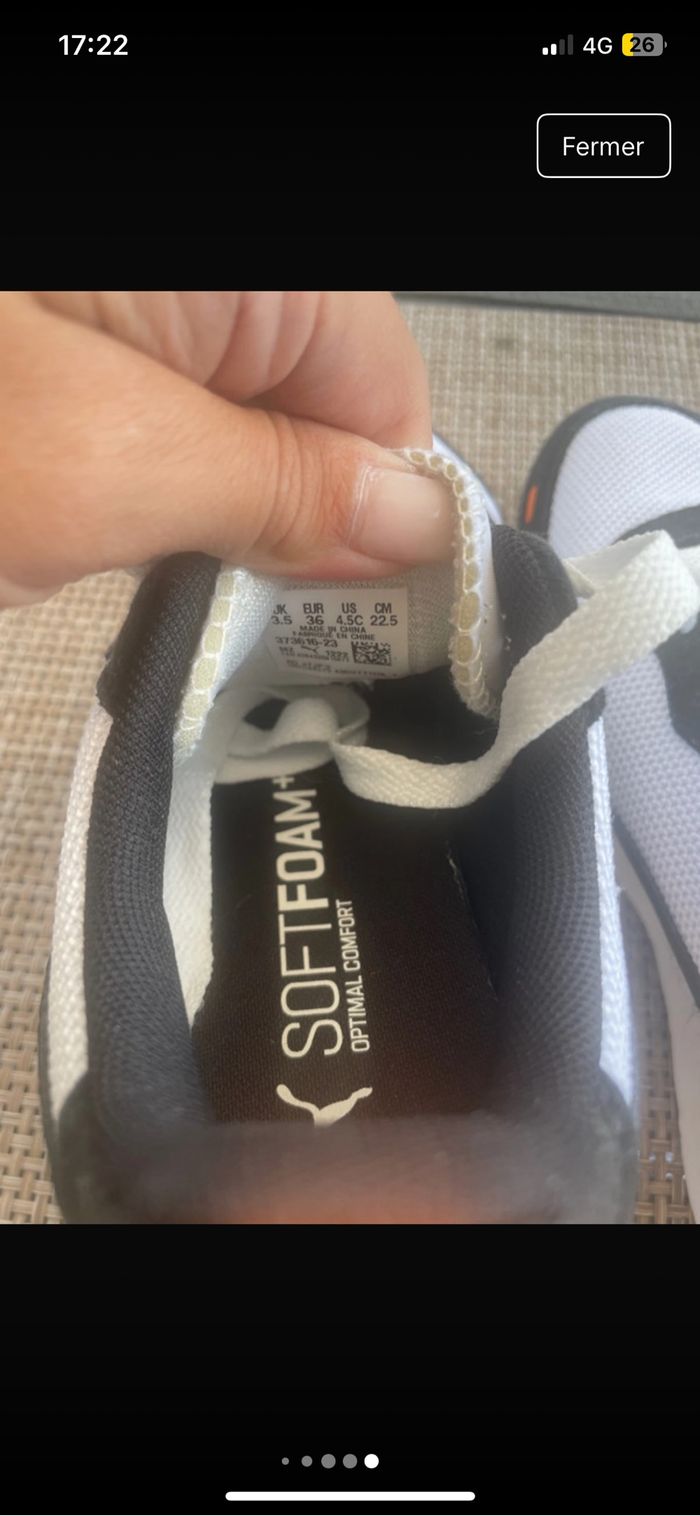 17:22
4G 26
Fermer
UK EUR US CM
3.5 36 4.5C 22.5
MADE IN CHINA
FABRIQUÉ EN CHINE
373616-23
1222
SOFTFOAM+
OPTIMAL COMFORT